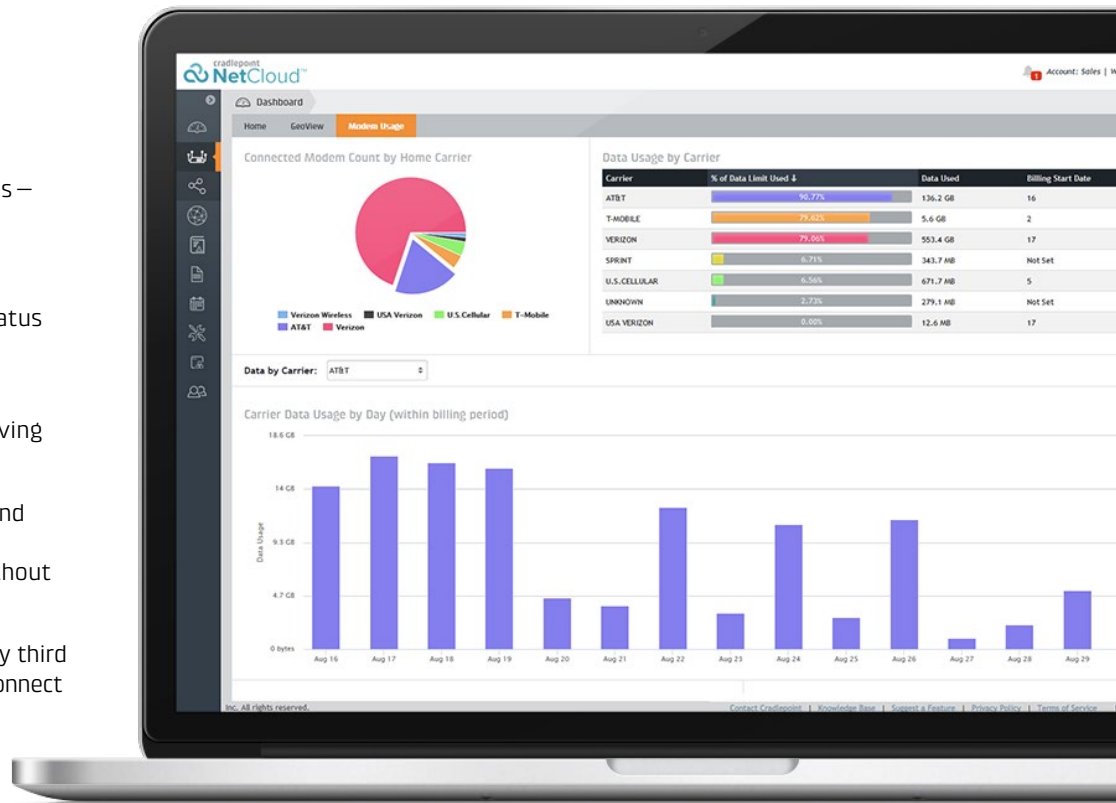 s –
atus
ving
nd
thout
y third
onnect
cradlepoint
NetCloud™
1 Account: Sales | W
Dashboard
Home GeoView Modem Usage
Connected Modem Count by Home Carrier
Verizon Wireless USA Verizon U.S.Cellular T-Mobile
AT&T Verizon
Data Usage by Carrier
Carrier % of Data Limit Used ↓ Data Used Billing Start Date
AT&T 90.77% 136.2 GB 16
T-MOBILE 79.62% 5.6 GB 2
VERIZON 79.06% 553.4 GB 17
SPRINT 6.71% 343.7 MB Not Set
U.S.CELLULAR 6.56% 671.7 MB 5
UNKNOWN 2.73% 279.1 MB Not Set
USA VERIZON 0.00% 12.6 MB 17
Data by Carrier: AT&T
Carrier Data Usage by Day (within billing period)
18.6 GB
14 GB
9.3 GB
4.7 GB
0 bytes
Data Usage
Aug 16 Aug 17 Aug 18 Aug 19 Aug 20 Aug 21 Aug 22 Aug 23 Aug 24 Aug 25 Aug 26 Aug 27 Aug 28 Aug 29
Inc. All rights reserved.
Contact Cradlepoint | Knowledge Base | Suggest a Feature | Privacy Policy | Terms of Service |